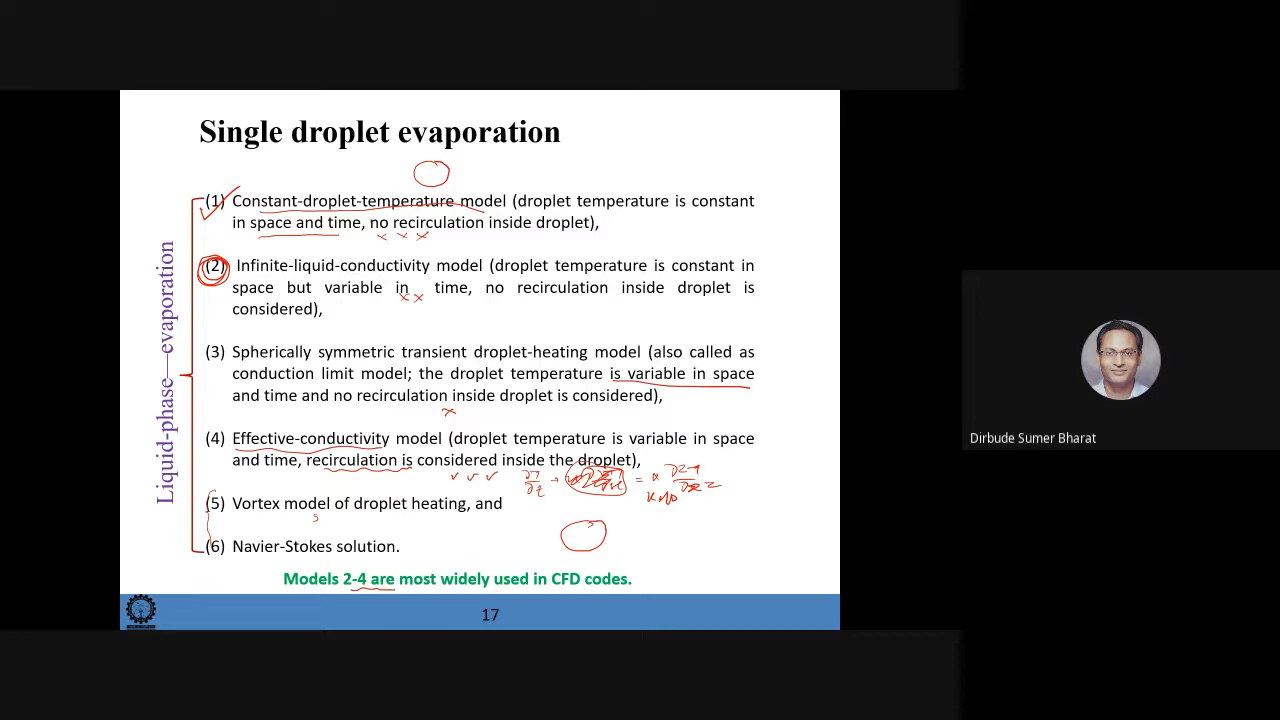 Single droplet evaporation
Liquid-phase—evaporation
(1) Constant-droplet-temperature model (droplet temperature is constant
in space and time, no recirculation inside droplet),
(2) Infinite-liquid-conductivity model (droplet temperature is constant in
space but variable in time, no recirculation inside droplet is
considered),
(3) Spherically symmetric transient droplet-heating model (also called as
conduction limit model; the droplet temperature is variable in space
and time and no recirculation inside droplet is considered),
(4) Effective-conductivity model (droplet temperature is variable in space
and time, recirculation is considered inside the droplet),
(5) Vortex model of droplet heating, and
(6) Navier-Stokes solution.
Models 2-4 are most widely used in CFD codes.
17
Dirbude Sumer Bharat